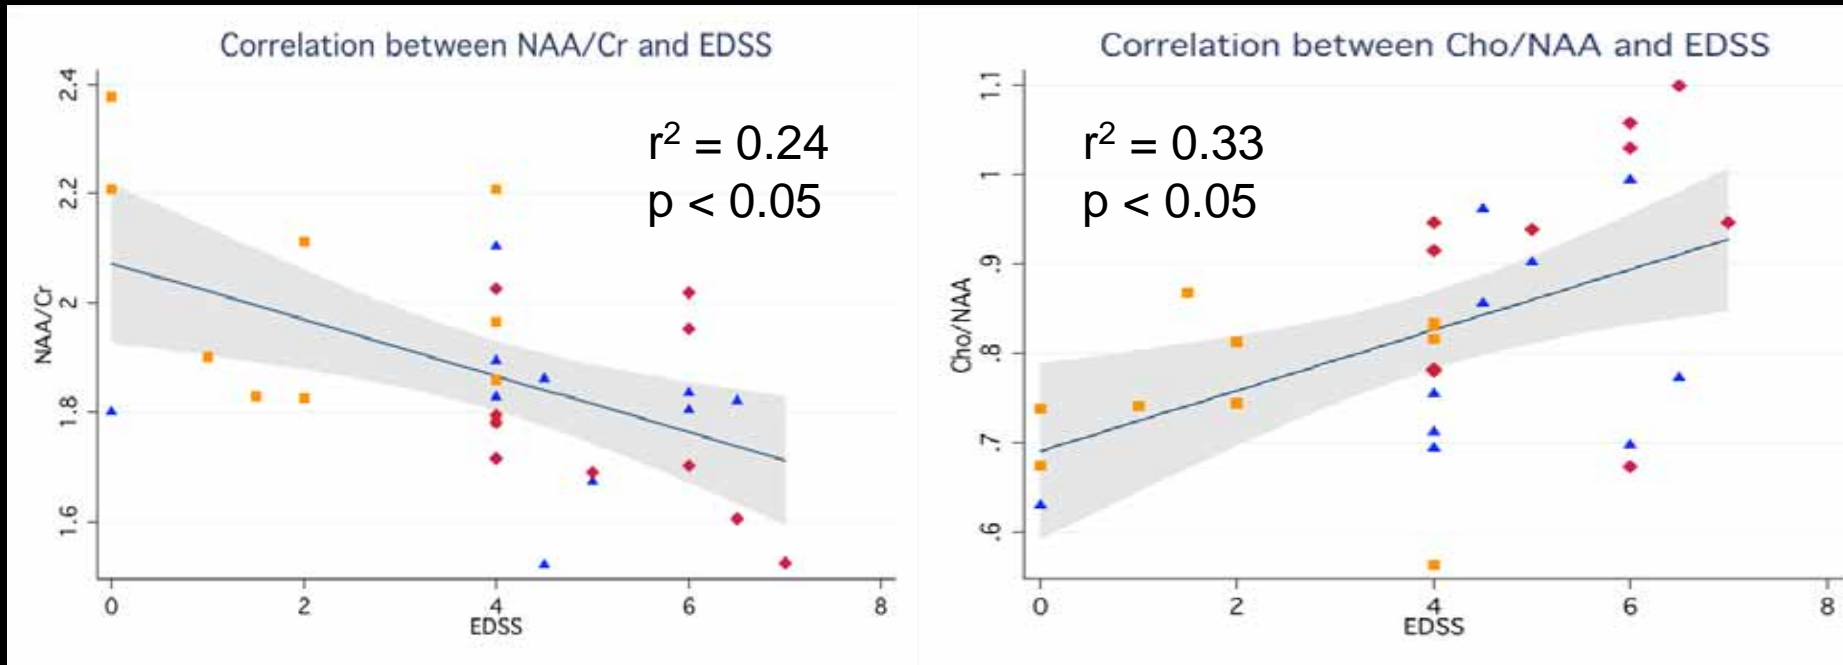 Correlation between NAA/Cr and EDSS
r² = 0.24
p < 0.05
NAA/Cr
2.4
2.2
2
1.8
1.6
0 2 4 6 8
EDSS
Correlation between Cho/NAA and EDSS
r² = 0.33
p < 0.05
Cho/NAA
1.1
1
.9
.8
.7
.6
0 2 4 6 8
EDSS